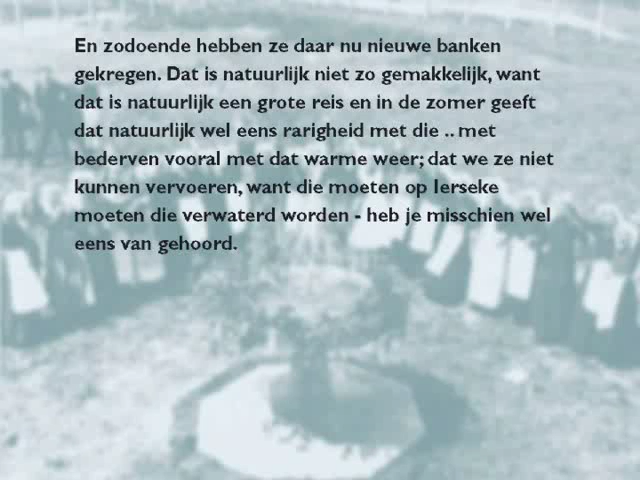 En zodoende hebben ze daar nu nieuwe banken
gekregen. Dat is natuurlijk niet zo gemakkelijk, want
dat is natuurlijk een grote reis en in de zomer geeft
dat natuurlijk wel eens rarigheid met die .. met
bederven vooral met dat warme weer; dat we ze niet
kunnen vervoeren, want die moeten op Ierseke
moeten die verwaterd worden - heb je misschien wel
eens van gehoord.